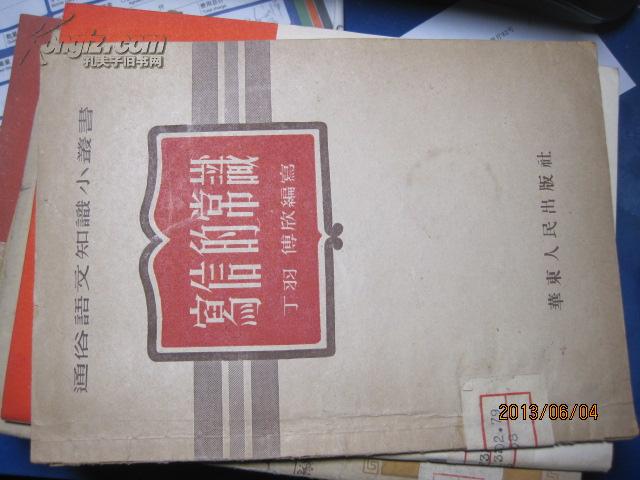 通俗語文知識小叢書
寫信的常識
丁羽 傅欣編寫
華東人民出版社
Kongfz.com
孔夫子旧书网
2013/06/04